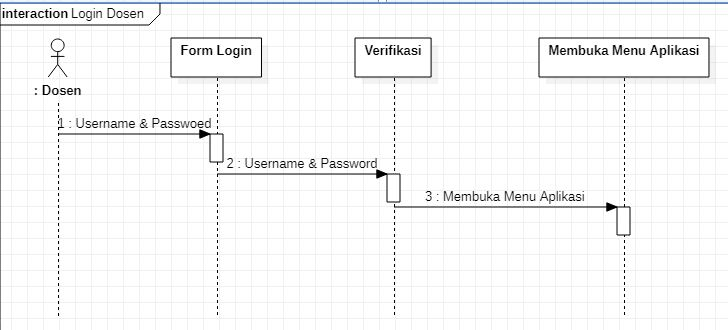 interaction Login Dosen
Form Login
Verifikasi
Membuka Menu Aplikasi
: Dosen
1 : Username & Passwoed
2 : Username & Password
3 : Membuka Menu Aplikasi